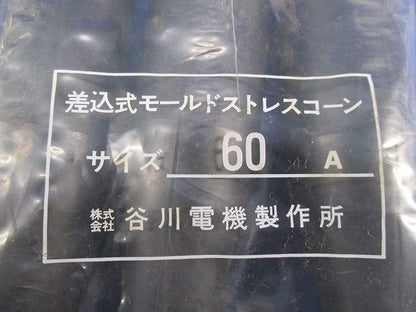 差込式モールドストレスコーン
サイズ 60 A
株式会社 谷川電機製作所